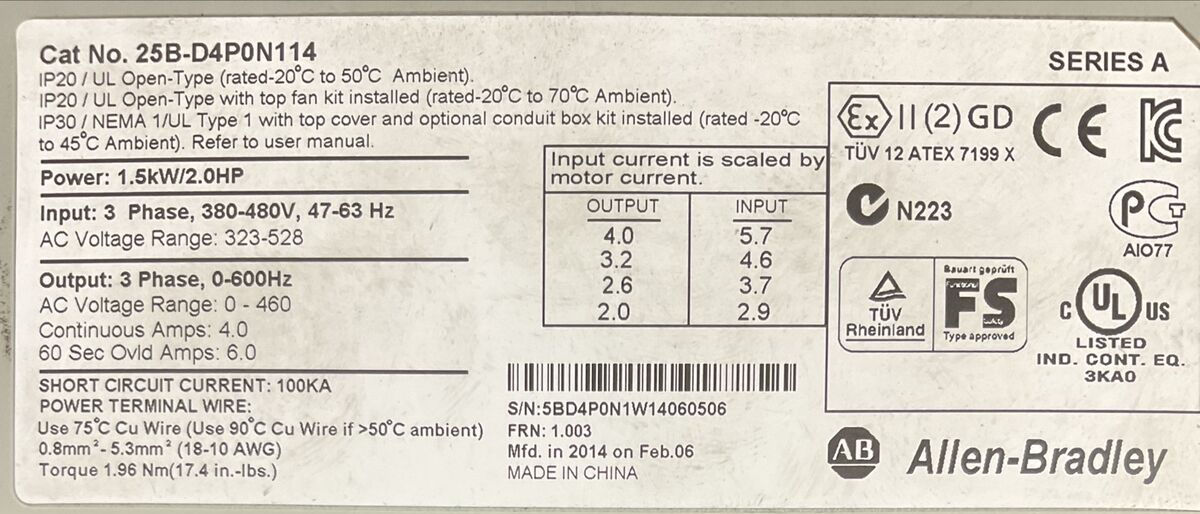 Cat No. 25B-D4P0N114
IP20 / UL Open-Type (rated-20°C to 50°C Ambient).
IP20 / UL Open-Type with top fan kit installed (rated-20°C to 70°C Ambient).
IP30 / NEMA 1/UL Type 1 with top cover and optional conduit box kit installed (rated -20°C
to 45°C Ambient). Refer to user manual.
Power: 1.5kW/2.0HP
Input: 3 Phase, 380-480V, 47-63 Hz
AC Voltage Range: 323-528
Output: 3 Phase, 0-600Hz
AC Voltage Range: 0 - 460
Continuous Amps: 4.0
60 Sec Ovld Amps: 6.0
SHORT CIRCUIT CURRENT: 100KA
POWER TERMINAL WIRE:
Use 75°C Cu Wire (Use 90°C Cu Wire if >50°C ambient)
0.8mm²- 5.3mm² (18-10 AWG)
Torque 1.96 Nm(17.4 in.-lbs.)
Input current is scaled by
motor current.
OUTPUT INPUT
4.0 5.7
3.2 4.6
2.6 3.7
2.0 2.9
S/N:5BD4P0N1W14060506
FRN: 1.003
Mfd. in 2014 on Feb.06
MADE IN CHINA
SERIES A
Ex II (2) GD
TÜV 12 ATEX 7199 X
CE
KC
N223
PCT
AIO77
TÜV
Rheinland
Bauart geprüft
Functional
FS
Safety
Type approved
C UL US
LISTED
IND. CONT. EQ.
3KA0
AB Allen-Bradley